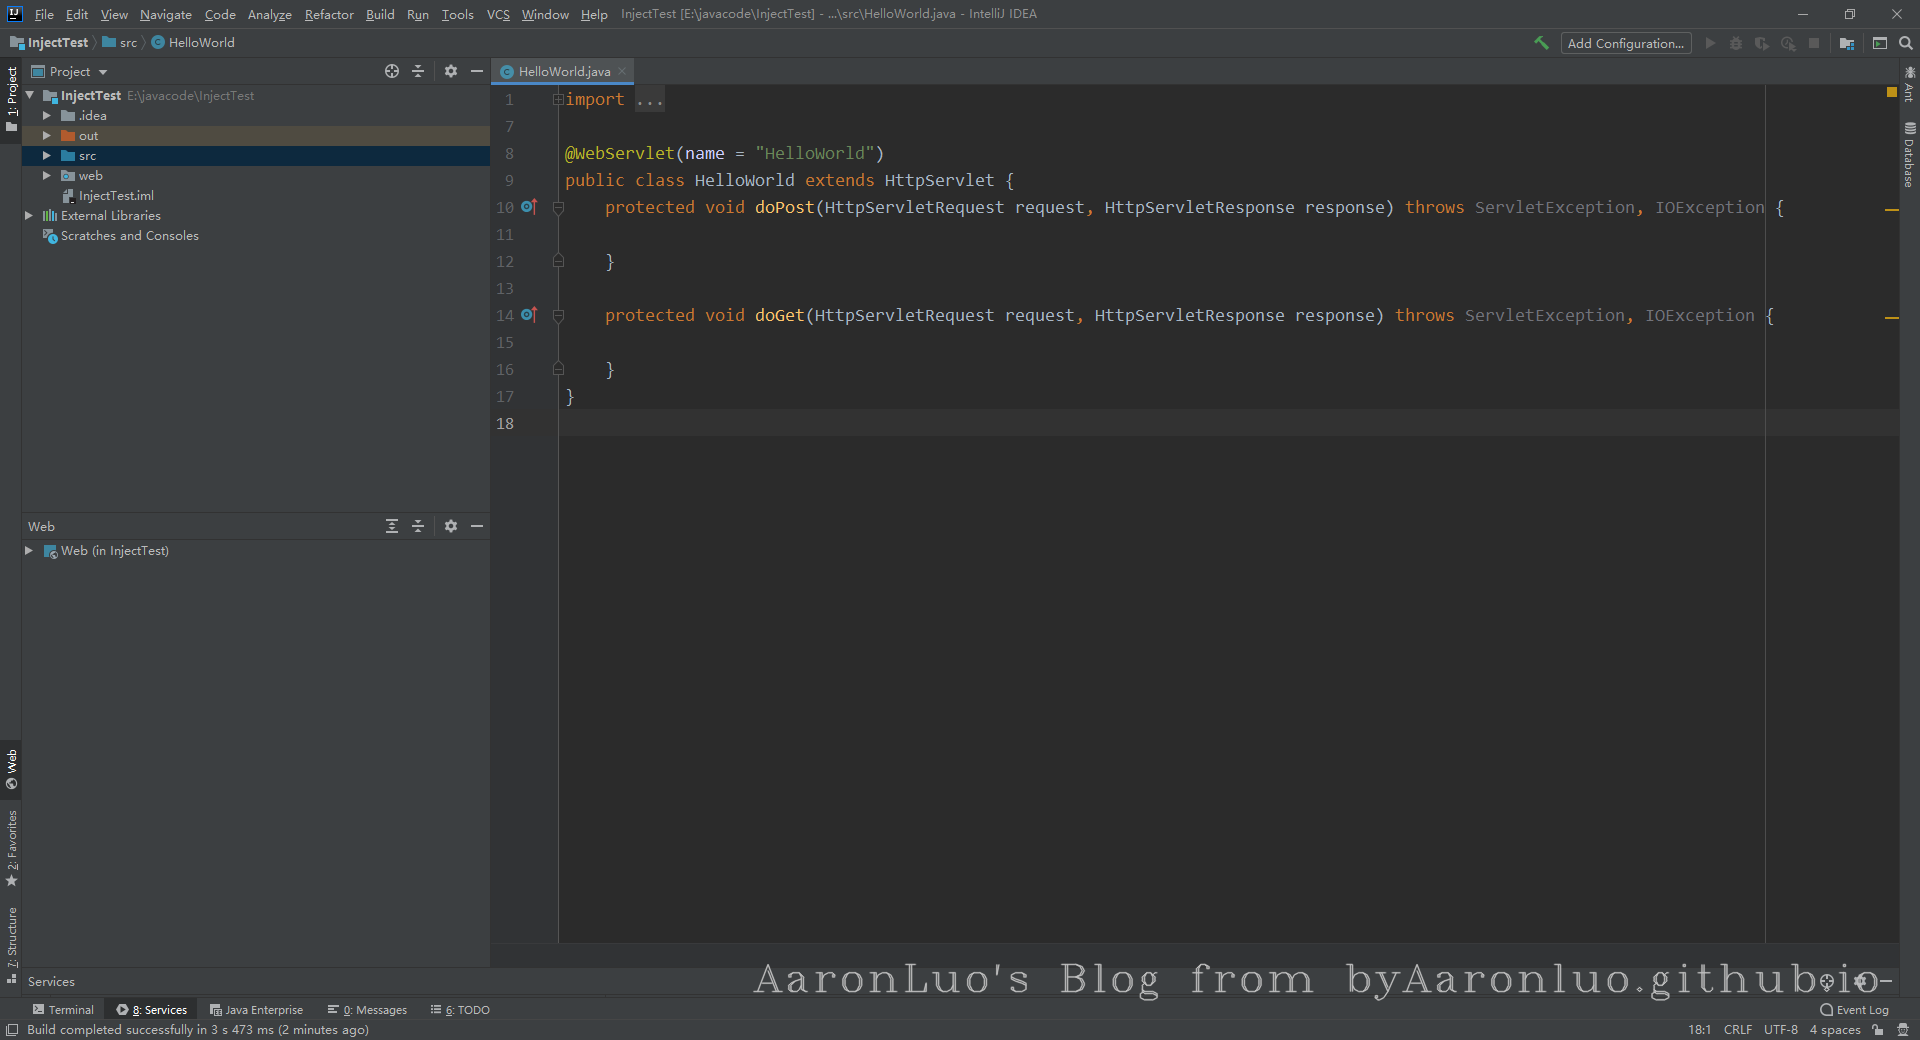 File Edit View Navigate Code Analyze Refactor Build Run Tools VCS Window Help InjectTest [E:\javacode\InjectTest] - ...\src\HelloWorld.java - IntelliJ IDEA
InjectTest src HelloWorld Add Configuration...
1: Project
Project
InjectTest E:\javacode\InjectTest
.idea
out
src
web
InjectTest.iml
External Libraries
Scratches and Consoles
Web
Web (in InjectTest)
Web
2: Favorites
7: Structure
HelloWorld.java
1 import ...
7
8 @WebServlet(name = "HelloWorld")
9 public class HelloWorld extends HttpServlet {
10 protected void doPost(HttpServletRequest request, HttpServletResponse response) throws ServletException, IOException {
11
12 }
13
14 protected void doGet(HttpServletRequest request, HttpServletResponse response) throws ServletException, IOException {
15
16 }
17 }
18
Ant
Database
Services
AaronLuo's Blog from byAaronluo.github.io
Terminal 8: Services Java Enterprise 0: Messages 6: TODO Event Log
Build completed successfully in 3 s 473 ms (2 minutes ago) 18:1 CRLF UTF-8 4 spaces